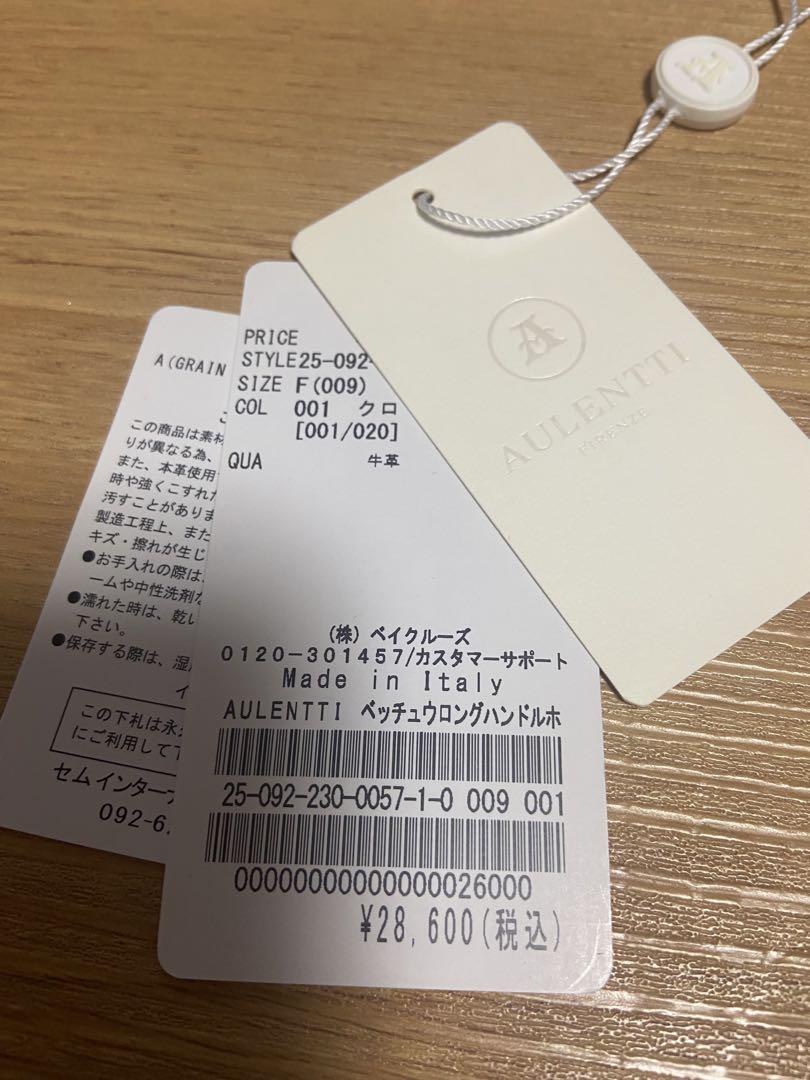 AULENTTI
FIRENZE
PRICE
STYLE 25-092-
SIZE F(009)
COL 001 クロ
[001/020]
QUA 牛革
(株) ベイクルーズ
0120-301457/カスタマーサポート
Made in Italy
AULENTTI ベッチュウロングハンドルホ
25-092-230-0057-1-0 009 001
00000000000000026000
¥28,600(税込)
A(GRAIN
この商品は素材
りが異なる為、
また、本革使用
時や強くこすれ
汚すことがありま
製造工程上、また
キズ・擦れが生じ
●お手入れの際は、
ームや中性洗剤な
●濡れた時は、乾い
下さい。
●保存する際は、湿
この下札は永
にご利用して下
セムインターナ
092-6